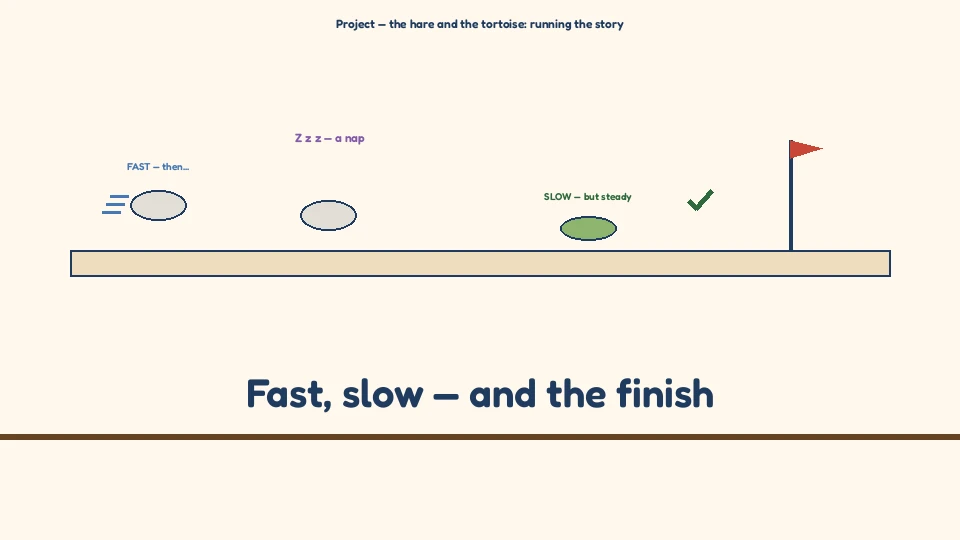 Project — the hare and the tortoise: running the story
Z z z — a nap
FAST — then...
SLOW — but steady
Fast, slow — and the finish